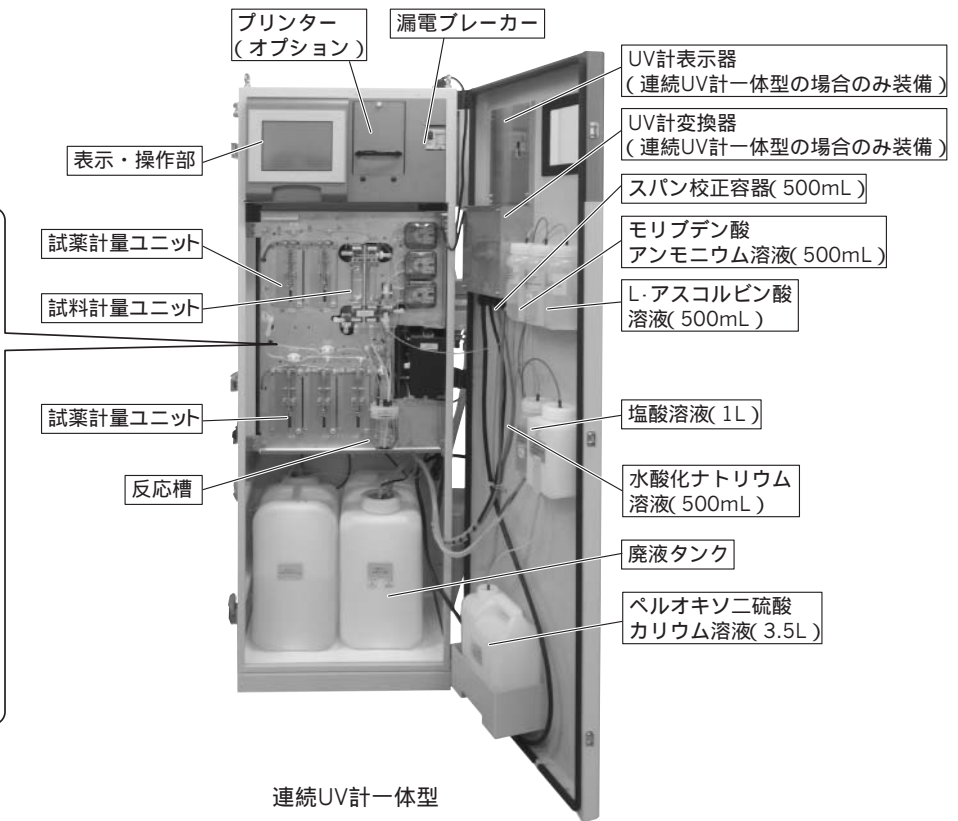 プリンター
(オプション)
漏電ブレーカー
表示・操作部
試薬計量ユニット
試料計量ユニット
試薬計量ユニット
反応槽
UV計表示器
(連続UV計一体型の場合のみ装備)
UV計変換器
(連続UV計一体型の場合のみ装備)
スパン校正容器(500mL)
モリブデン酸
アンモニウム溶液(500mL)
L・アスコルビン酸
溶液(500mL)
塩酸溶液(1L)
水酸化ナトリウム
溶液(500mL)
廃液タンク
ペルオキソ二硫酸
カリウム溶液(3.5L)
連続UV計一体型